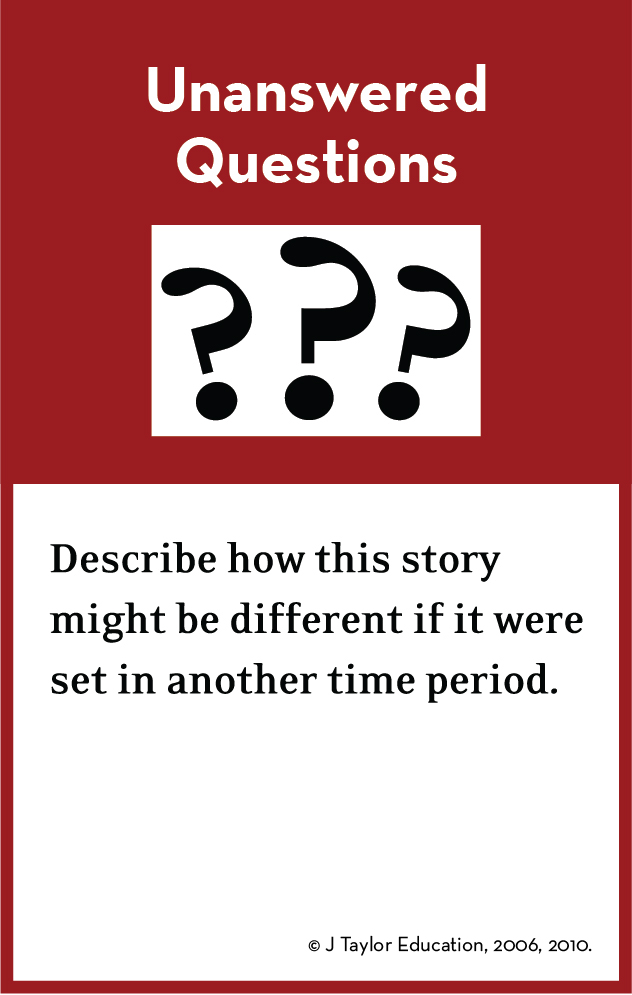 Unanswered
Questions
???
Describe how this story
might be different if it were
set in another time period.
© J Taylor Education, 2006, 2010.